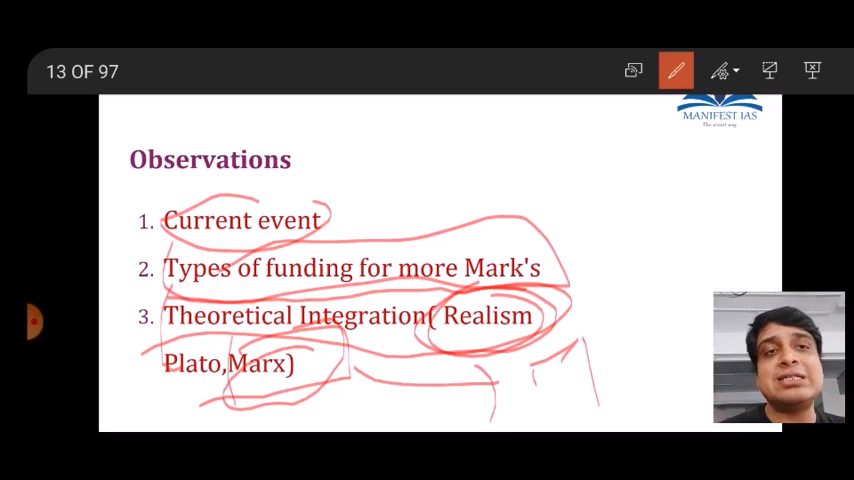 13 OF 97
MANIFEST IAS
Observations
1. Current event
2. Types of funding for more Mark's
3. Theoretical Integration( Realism
Plato,Marx)